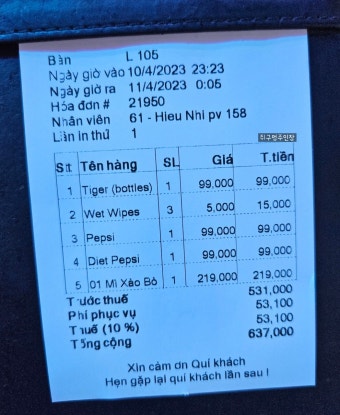 Bàn L 105
Ngày giờ vào 10/4/2023 23:23
Ngày giờ ra 11/4/2023 0:05
Hóa đơn # 21950
Nhân viên 61 - Hieu Nhi pv 158
Lần in thứ 1
Stt Tên hàng SL Giá T.tiền
1 Tiger (bottles) 1 99,000 99,000
2 Wet Wipes 3 5,000 15,000
3 Pepsi 1 99,000 99,000
4 Diet Pepsi 1 99,000 99,000
5 01 Mì Xào Bò 1 219,000 219,000
Trước thuế 531,000
Phí phục vụ 53,100
Thuế (10 %) 53,100
Tổng cộng 637,000
Xin cảm ơn Quí khách
Hẹn gặp lại quí khách lần sau !